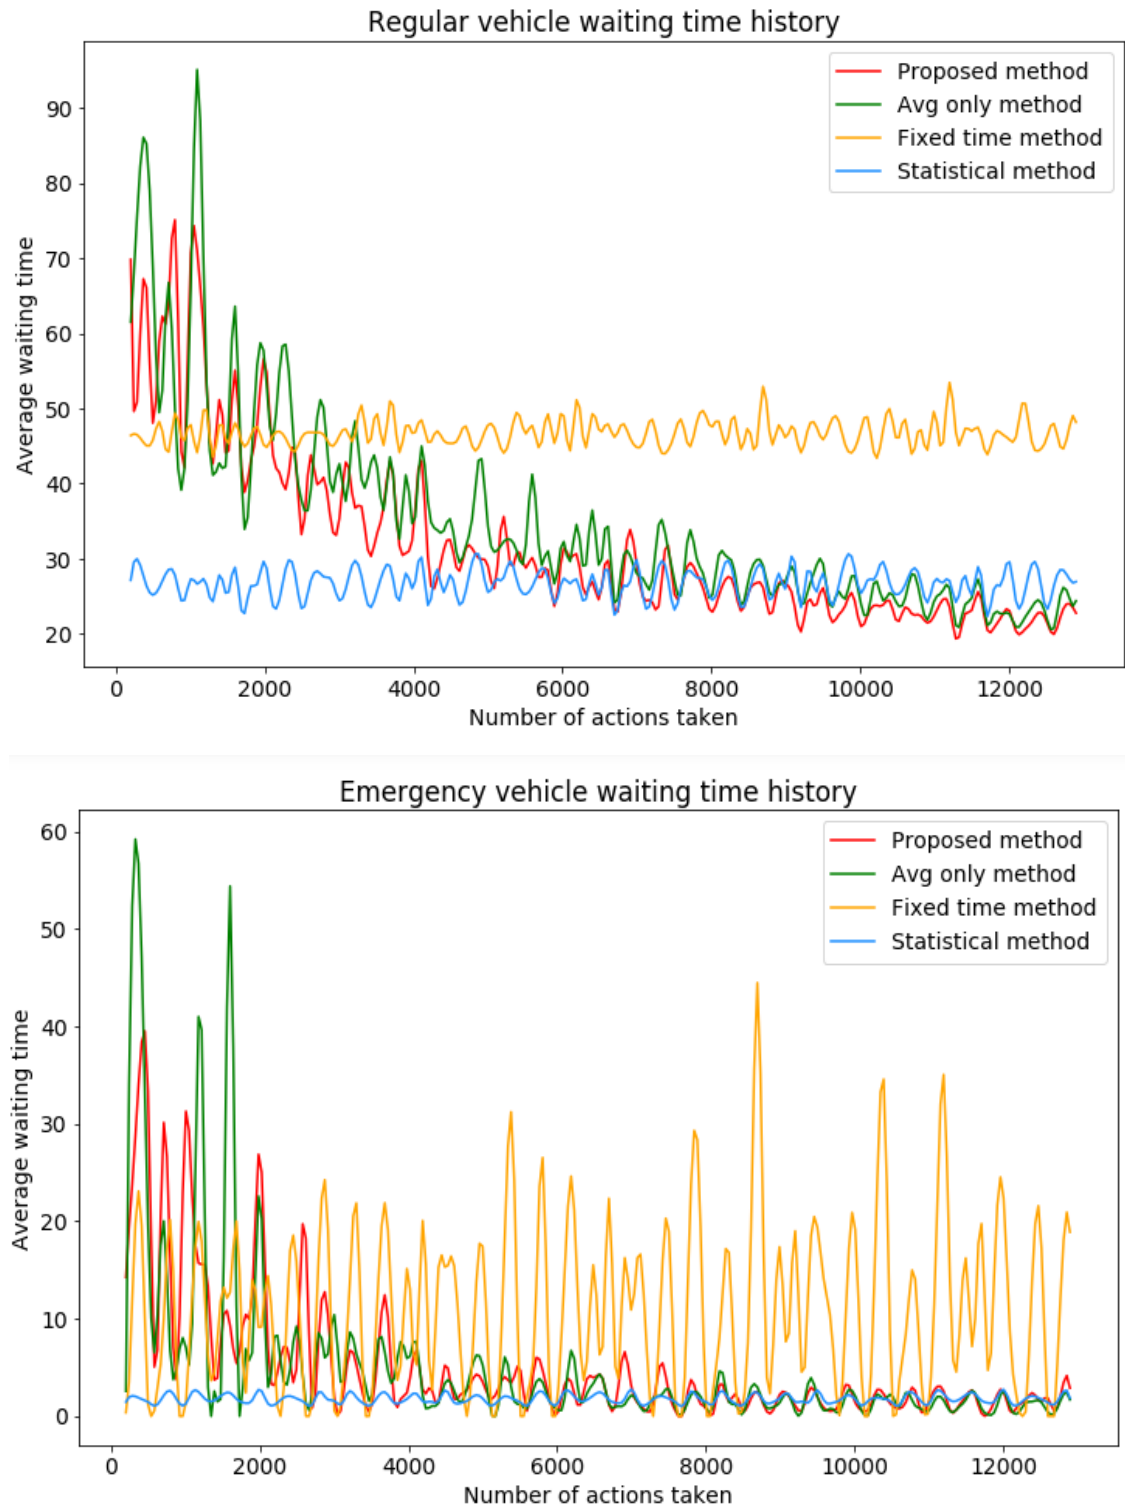 Regular vehicle waiting time history
Proposed method
Avg only method
Fixed time method
Statistical method
90
80
70
60
50
40
30
20
Average waiting time
0 2000 4000 6000 8000 10000 12000
Number of actions taken
Emergency vehicle waiting time history
Proposed method
Avg only method
Fixed time method
Statistical method
60
50
40
30
20
10
0
Average waiting time
0 2000 4000 6000 8000 10000 12000
Number of actions taken